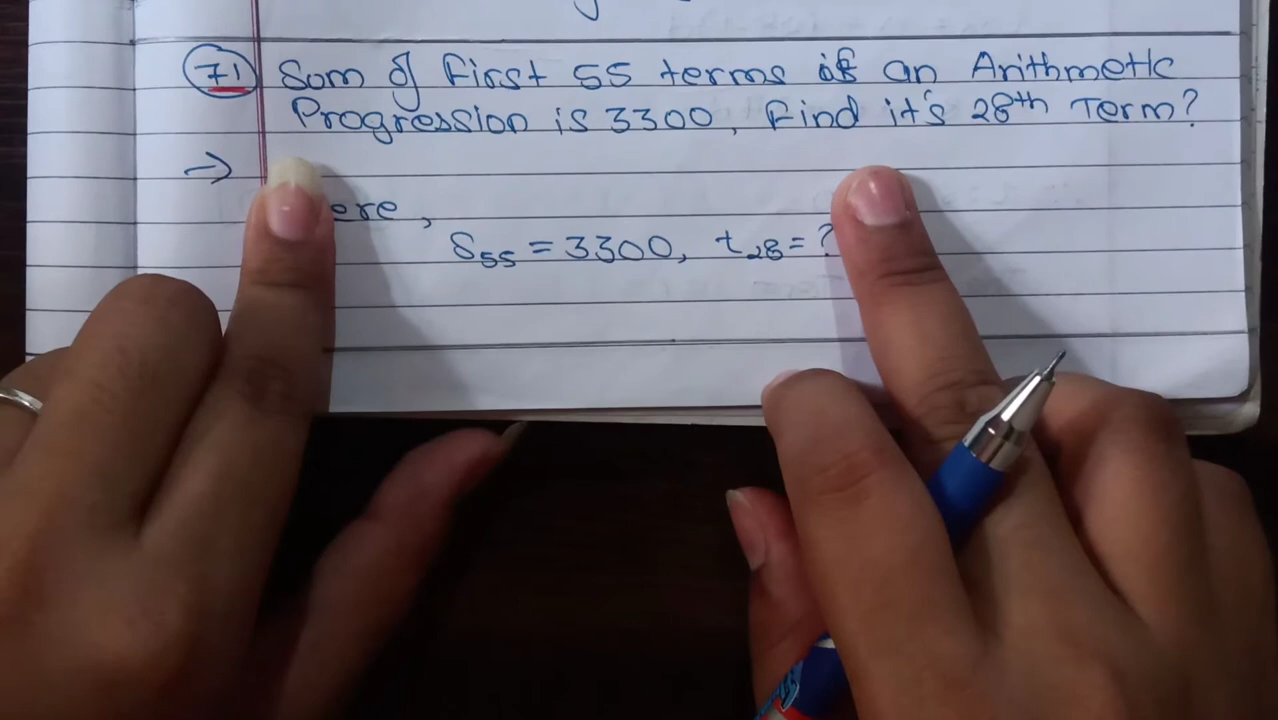 71 Sum of first 55 terms of an Arithmetic
Progression is 3300, Find it's 28th Term?
→
ere,
S₅₅ = 3300, t₂₈ = ?